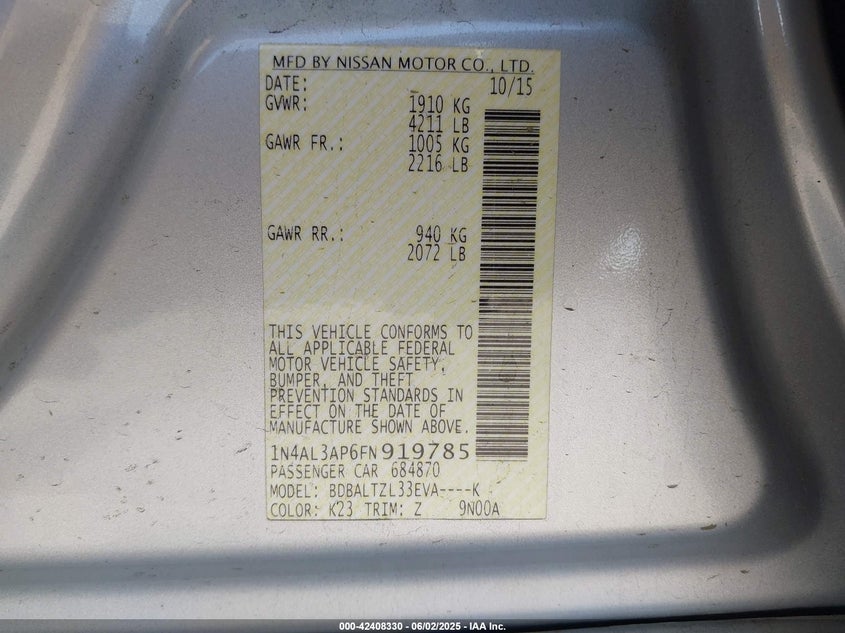 MFD BY NISSAN MOTOR CO., LTD.
DATE: 10/15
GVWR: 1910 KG
4211 LB
GAWR FR.: 1005 KG
2216 LB
GAWR RR.: 940 KG
2072 LB
THIS VEHICLE CONFORMS TO
ALL APPLICABLE FEDERAL
MOTOR VEHICLE SAFETY,
BUMPER, AND THEFT
PREVENTION STANDARDS IN
EFFECT ON THE DATE OF
MANUFACTURE SHOWN ABOVE.
1N4AL3AP6FN919785
PASSENGER CAR 684870
MODEL: BDBALTZL33EVA----K
COLOR: K23 TRIM: Z 9N00A
000-42408330 - 06/02/2025 - IAA Inc.